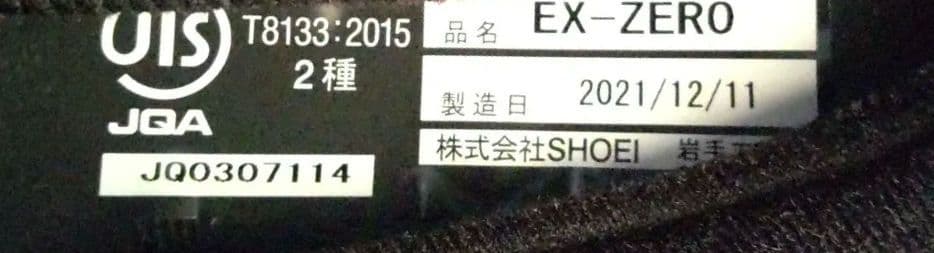 JIS T8133:2015
2種
JQA
JQ0307114
品名 EX-ZERO
製造日 2021/12/11
株式会社SHOEI 岩手